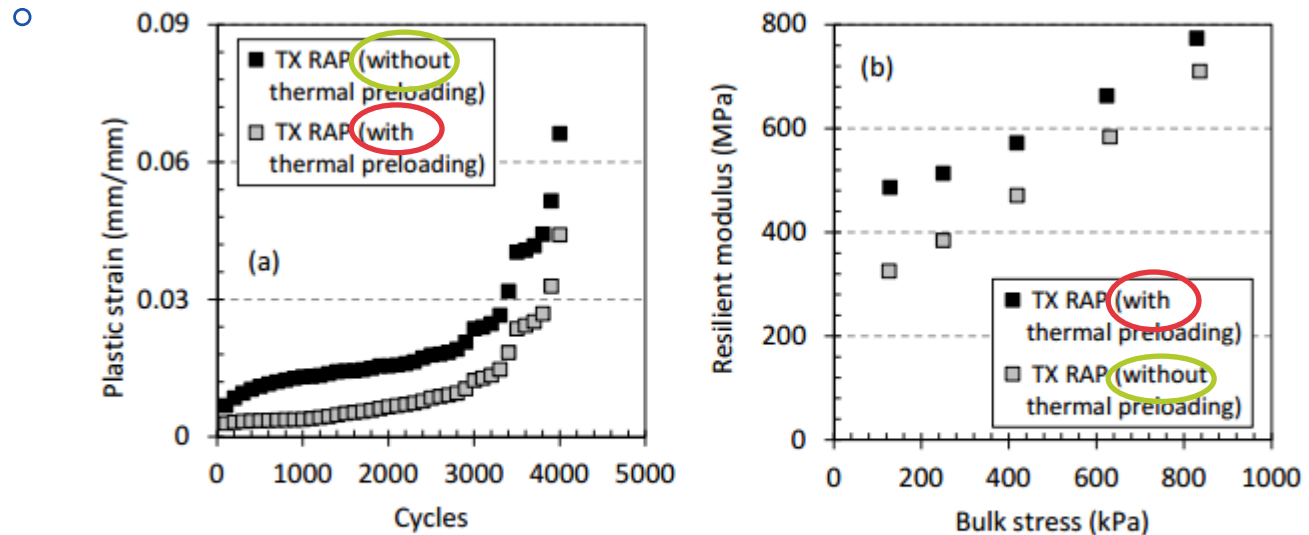 0.09
0.06
0.03
0
Plastic strain (mm/mm)
TX RAP (without
thermal preloading)
TX RAP (with
thermal preloading)
(a)
0 1000 2000 3000 4000 5000
Cycles
800
600
400
200
0
Resilient modulus (MPa)
(b)
TX RAP (with
thermal preloading)
TX RAP (without
thermal preloading)
0 200 400 600 800 1000
Bulk stress (kPa)